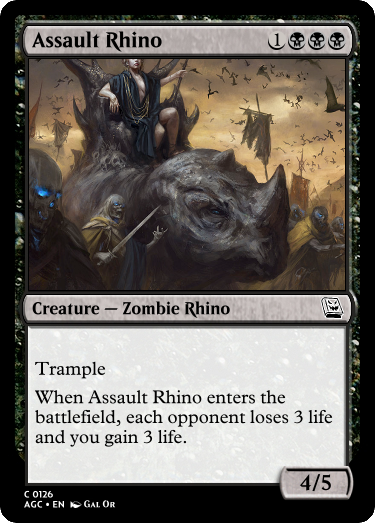 Assault Rhino 1
Creature — Zombie Rhino
Trample
When Assault Rhino enters the
battlefield, each opponent loses 3 life
and you gain 3 life.
4/5
C 0126
AGC • EN Gal Or